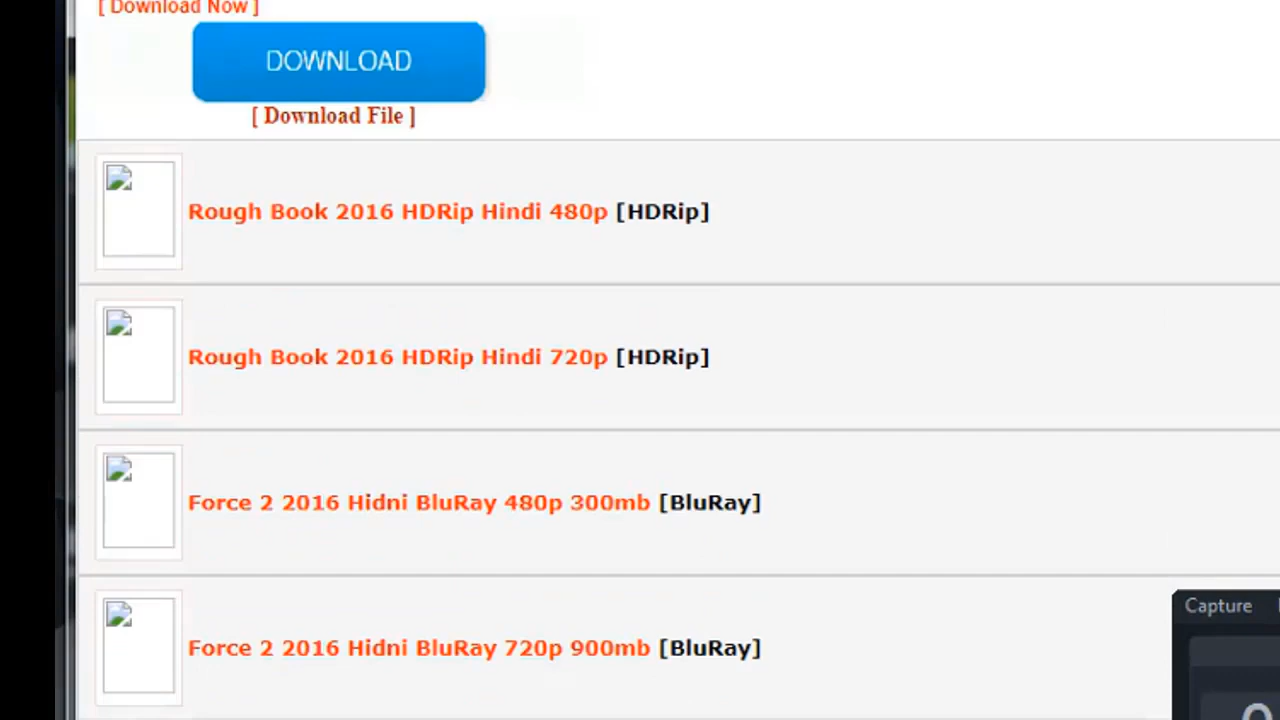 [ Download Now ]
DOWNLOAD
[ Download File ]
Rough Book 2016 HDRip Hindi 480p [HDRip]
Rough Book 2016 HDRip Hindi 720p [HDRip]
Force 2 2016 Hidni BluRay 480p 300mb [BluRay]
Force 2 2016 Hidni BluRay 720p 900mb [BluRay]
Capture